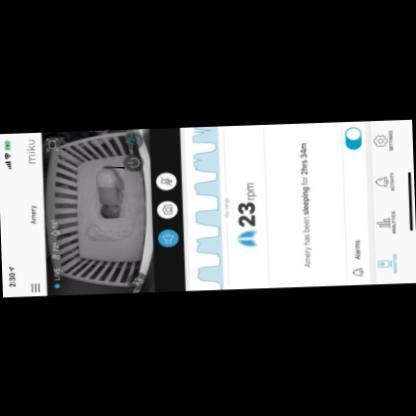 2:30
miku
Amery
LIVE
23 rpm
Amery has been sleeping for 2hrs 34m
Alarms
MONITOR
ANALYTICS
ACTIVITY
SETTINGS